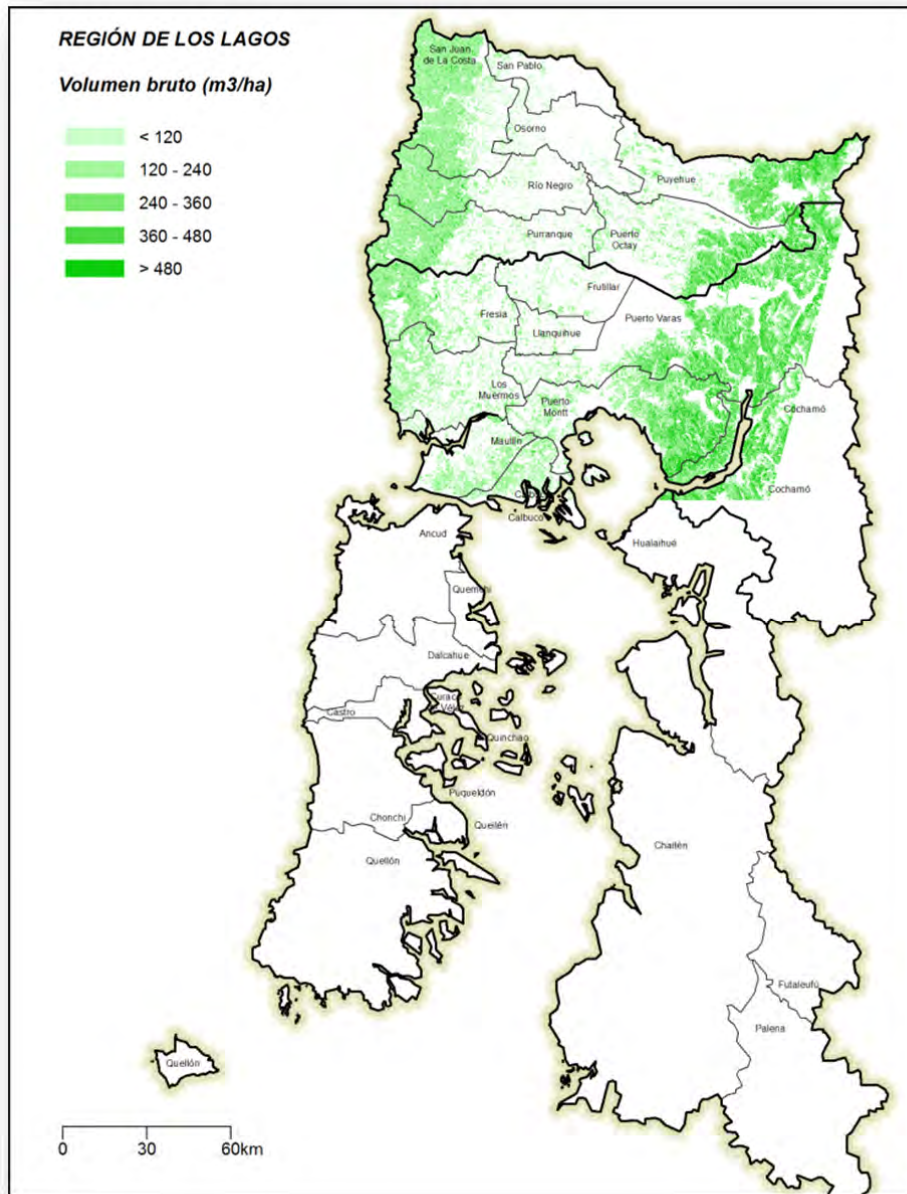 REGIÓN DE LOS LAGOS
Volumen bruto (m3/ha)
< 120
120 - 240
240 - 360
360 - 480
> 480
San Juan
de La Costa
San Pablo
Osorno
Puyehue
Río Negro
Purranque
Puerto
Octay
Frutillar
Fresia
Puerto Varas
Llanquihue
Los
Muermos
Puerto
Montt
Cochamó
Maullín
Cochamó
Calbuco
Ancud
Hualaihué
Quemchi
Dalcahue
Curaco
Vélez
Castro
Quinchao
Puqueldón
Chonchi
Queilén
Chaitén
Quellón
Futaleufú
Palena
Quellón
0
30
60km